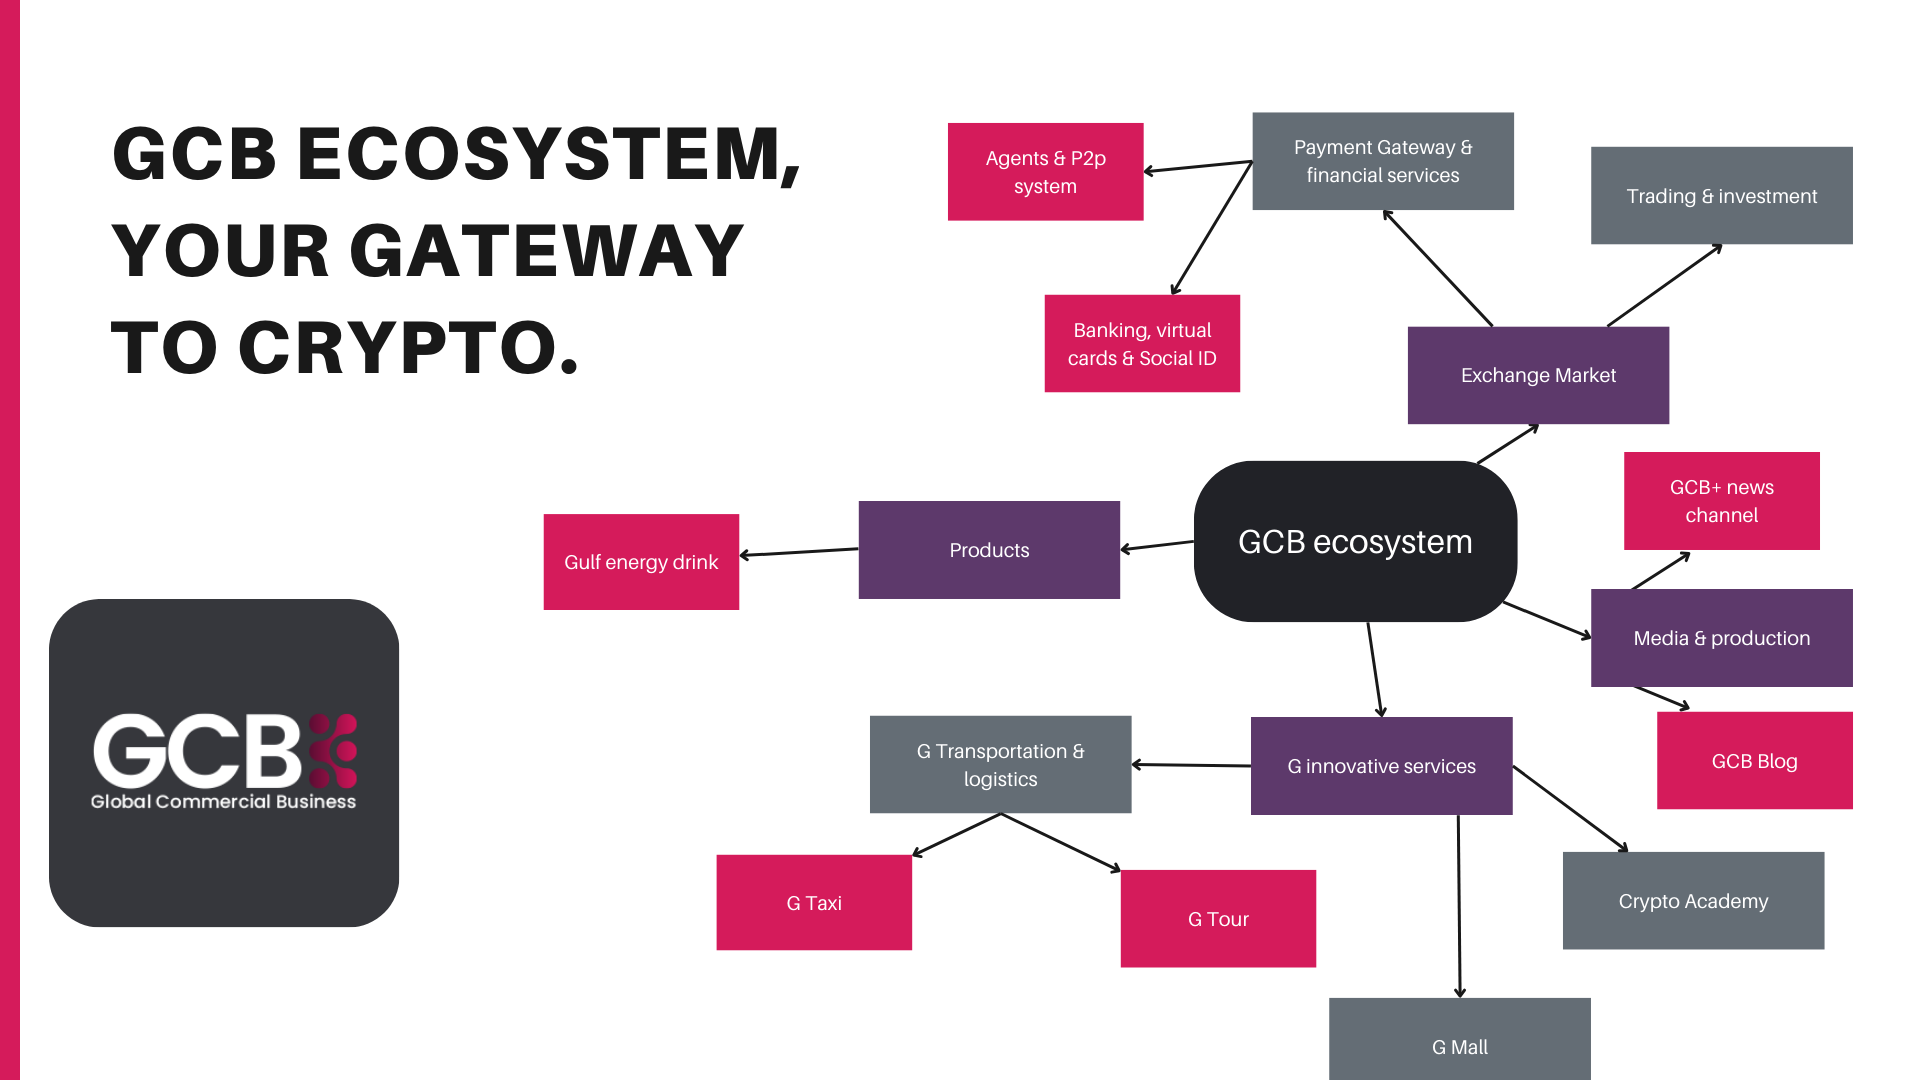 GCB ECOSYSTEM,
YOUR GATEWAY
TO CRYPTO.
Agents & P2p
system
Payment Gateway &
financial services
Trading & investment
Banking, virtual
cards & Social ID
Exchange Market
GCB+ news
channel
GCB ecosystem
Products
Gulf energy drink
Media & production
GCB
Global Commercial Business
G Transportation &
logistics
G innovative services
GCB Blog
G Taxi
G Tour
Crypto Academy
G Mall